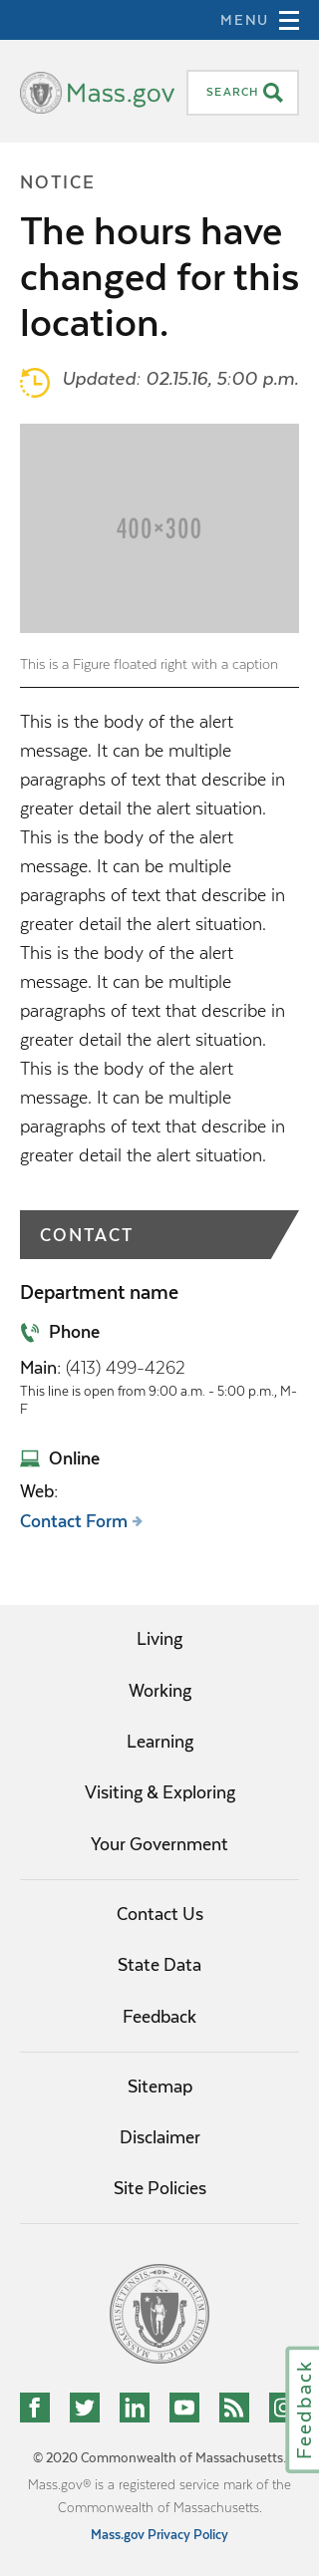 MENU
Mass.gov
SEARCH
NOTICE
The hours have
changed for this
location.
Updated: 02.15.16, 5:00 p.m.
400×300
This is a Figure floated right with a caption
This is the body of the alert
message. It can be multiple
paragraphs of text that describe in
greater detail the alert situation.
This is the body of the alert
message. It can be multiple
paragraphs of text that describe in
greater detail the alert situation.
This is the body of the alert
message. It can be multiple
paragraphs of text that describe in
greater detail the alert situation.
This is the body of the alert
message. It can be multiple
paragraphs of text that describe in
greater detail the alert situation.
CONTACT
Department name
Phone
Main: (413) 499-4262
This line is open from 9:00 a.m. - 5:00 p.m., M-
F
Online
Web:
Contact Form
Living
Working
Learning
Visiting & Exploring
Your Government
Contact Us
State Data
Feedback
Sitemap
Disclaimer
Site Policies
Feedback
© 2020 Commonwealth of Massachusetts.
Mass.gov® is a registered service mark of the
Commonwealth of Massachusetts.
Mass.gov Privacy Policy